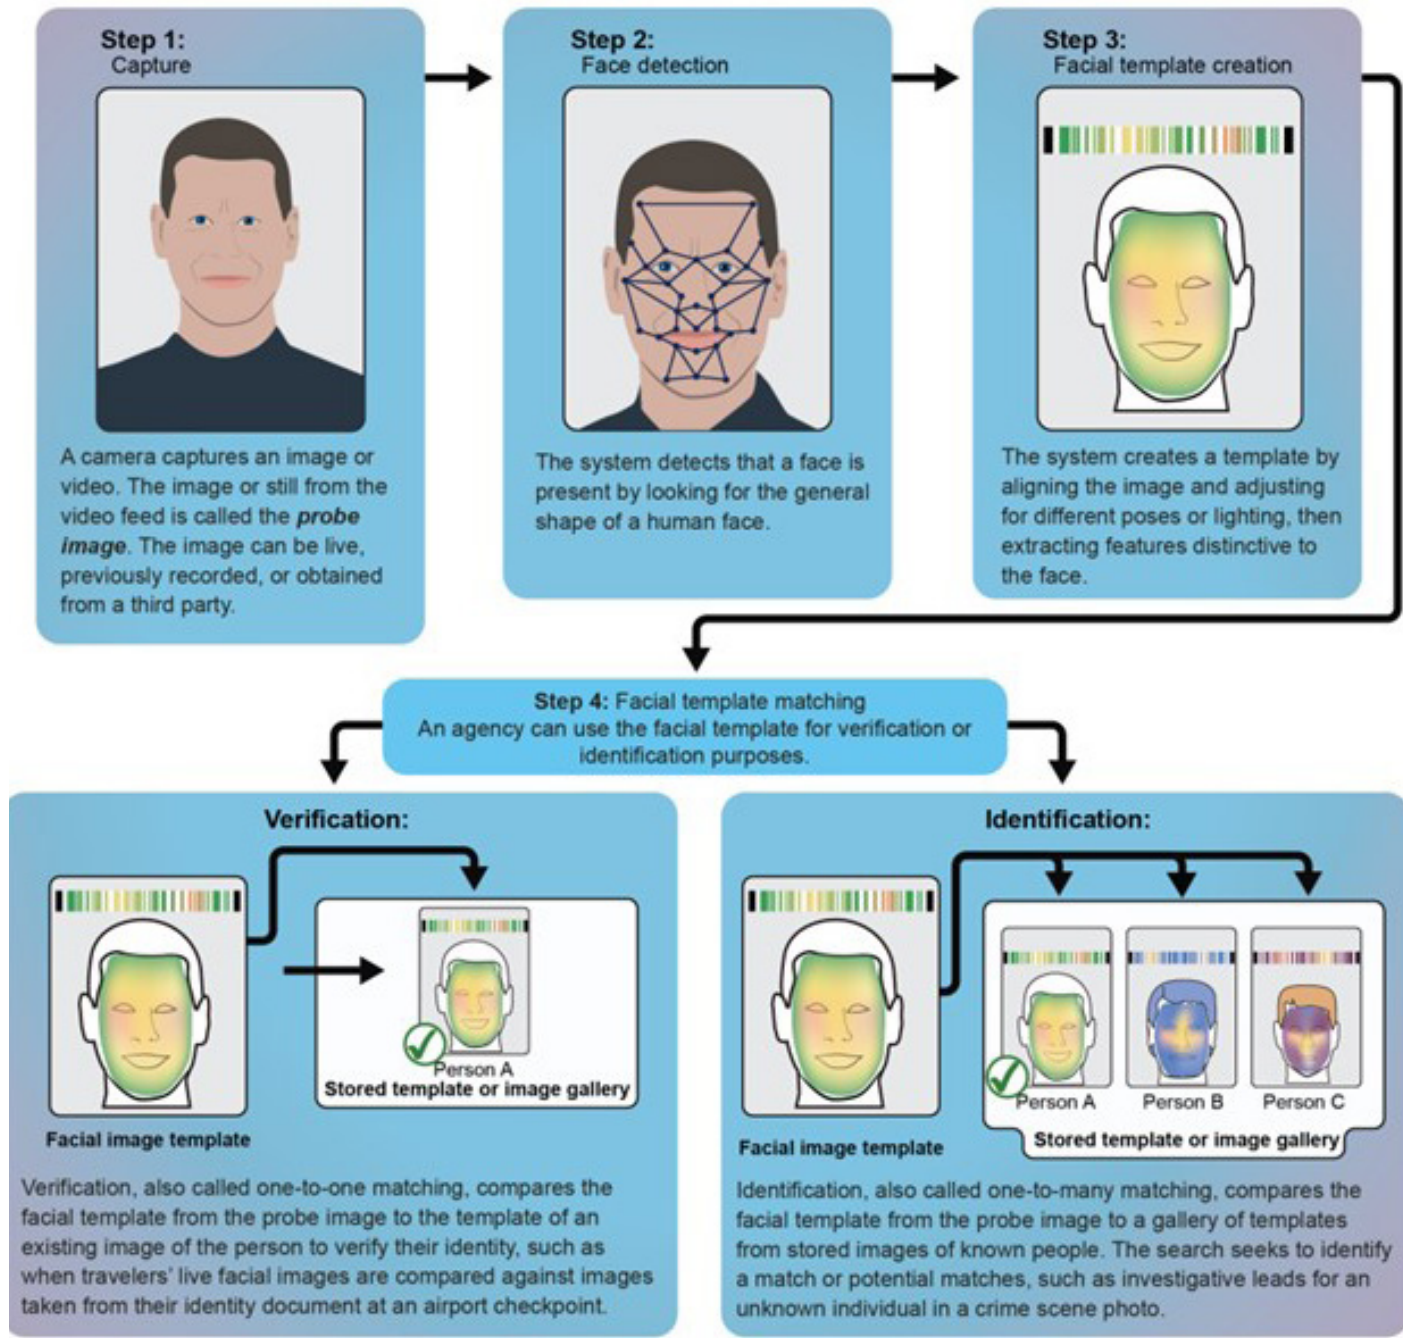 Step 1:
Capture
A camera captures an image or
video. The image or still from the
video feed is called the probe
image. The image can be live,
previously recorded, or obtained
from a third party.
Step 2:
Face detection
The system detects that a face is
present by looking for the general
shape of a human face.
Step 3:
Facial template creation
The system creates a template by
aligning the image and adjusting
for different poses or lighting, then
extracting features distinctive to
the face.
Step 4: Facial template matching
An agency can use the facial template for verification or
identification purposes.
Verification:
Person A
Stored template or image gallery
Facial image template
Verification, also called one-to-one matching, compares the
facial template from the probe image to the template of an
existing image of the person to verify their identity, such as
when travelers’ live facial images are compared against images
taken from their identity document at an airport checkpoint.
Identification:
Person A
Person B
Person C
Stored template or image gallery
Facial image template
Identification, also called one-to-many matching, compares the
facial template from the probe image to a gallery of templates
from stored images of known people. The search seeks to identify
a match or potential matches, such as investigative leads for an
unknown individual in a crime scene photo.